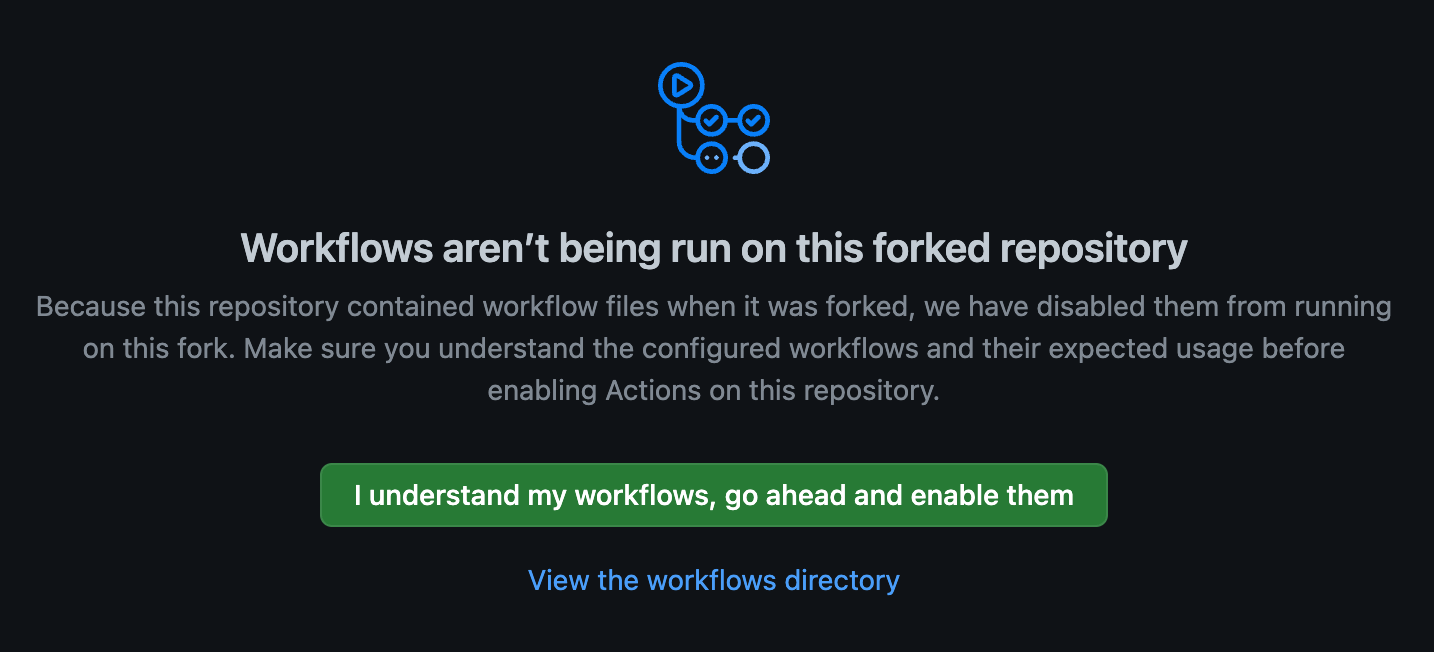 Workflows aren’t being run on this forked repository
Because this repository contained workflow files when it was forked, we have disabled them from running
on this fork. Make sure you understand the configured workflows and their expected usage before
enabling Actions on this repository.
I understand my workflows, go ahead and enable them
View the workflows directory